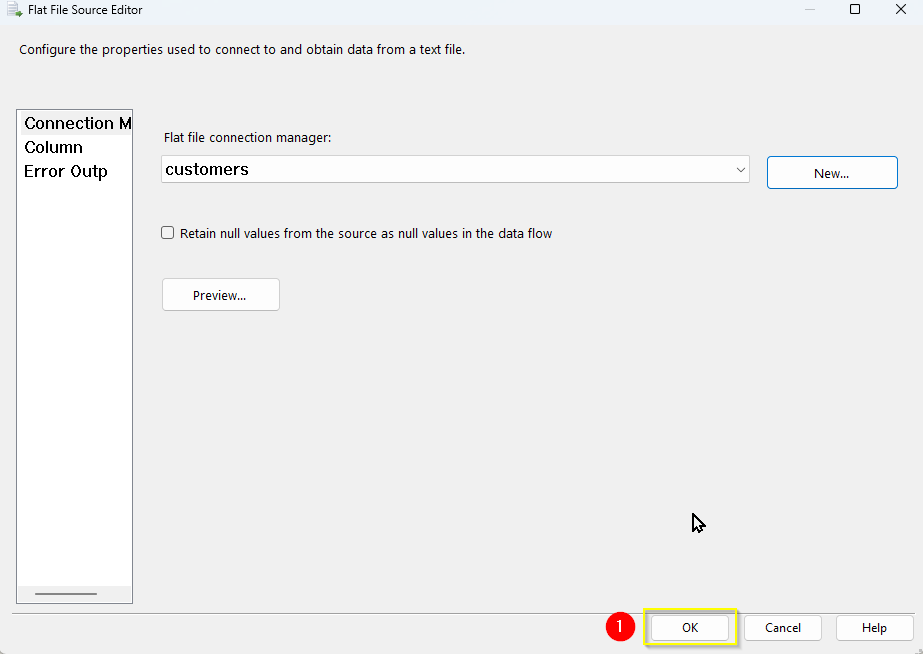 Flat File Source Editor
Configure the properties used to connect to and obtain data from a text file.
Connection M
Column
Error Outp
Flat file connection manager:
customers
New...
Retain null values from the source as null values in the data flow
Preview...
1
OK
Cancel
Help